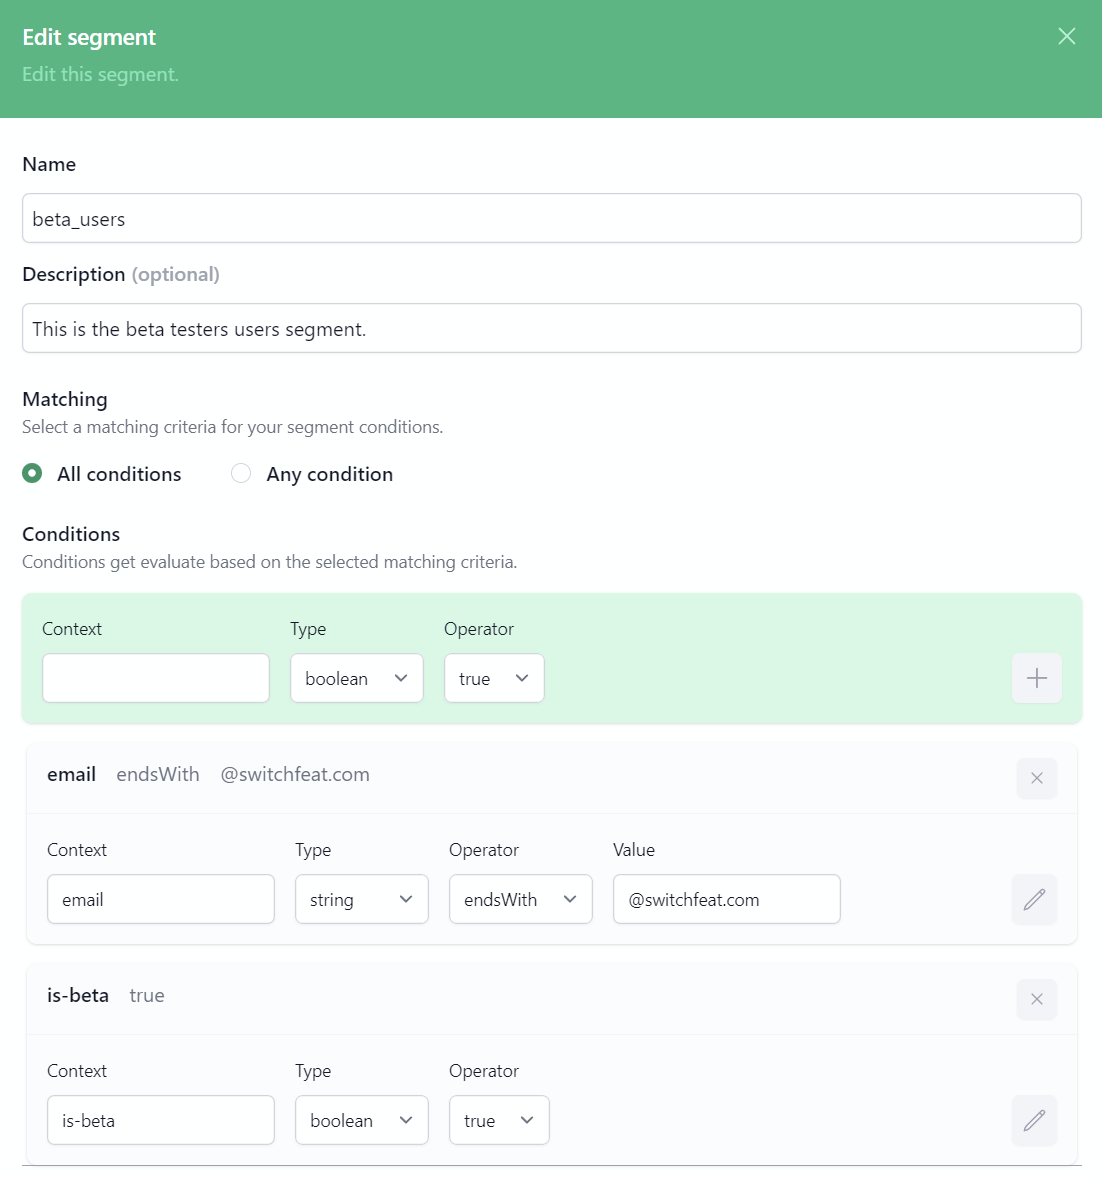 Edit segment
Edit this segment.
Name
beta_users
Description (optional)
This is the beta testers users segment.
Matching
Select a matching criteria for your segment conditions.
All conditions Any condition
Conditions
Conditions get evaluate based on the selected matching criteria.
Context Type Operator
boolean true
email endsWith @switchfeat.com
Context Type Operator Value
email string endsWith @switchfeat.com
is-beta true
Context Type Operator
is-beta boolean true